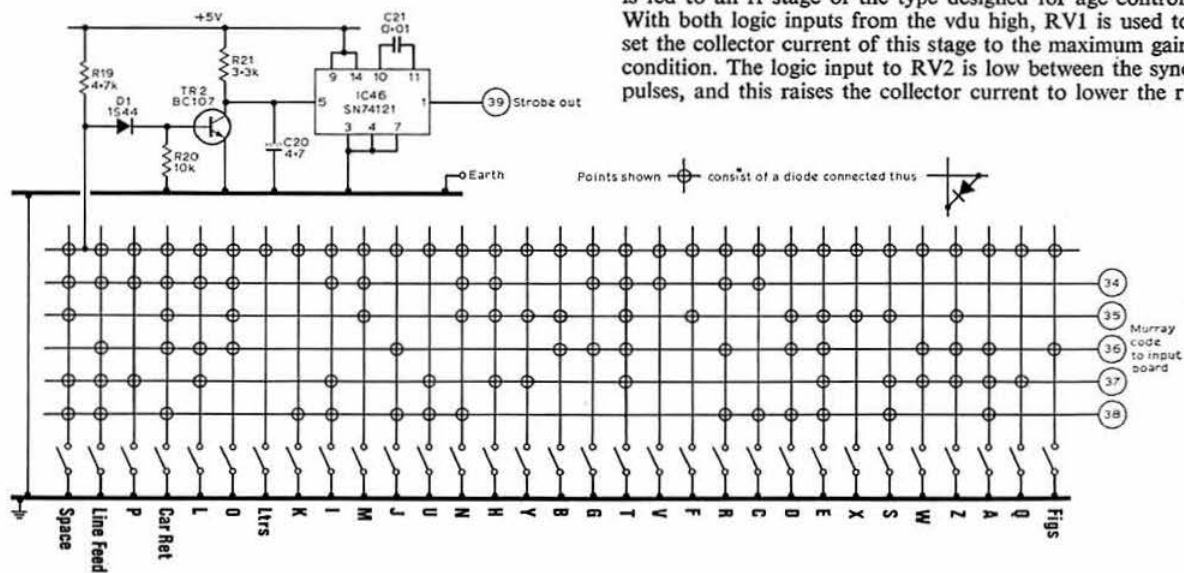 stage of the type designed for agc control
With both logic inputs from the vdu high, RV1 is used to
set the collector current of this stage to the maximum gain
condition. The logic input to RV2 is low between the sync
pulses, and this raises the collector current to lower the r
+5V
R19
4·7k
D1
1S44
TR2
BC107
R20
10k
R21
3·3k
C20
4·7
C21
0·01
9 14 10 11
IC46
SN74121
5
1
3 4 7
39 Strobe out
Earth
Points shown consist of a diode connected thus
34
35
36
37
38
Murray
code
to input
board
Space
Line Feed
P
Car Ret
L
O
Ltrs
K
I
M
J
U
N
H
Y
B
G
T
V
F
R
C
D
E
X
S
W
Z
A
Q
Figs